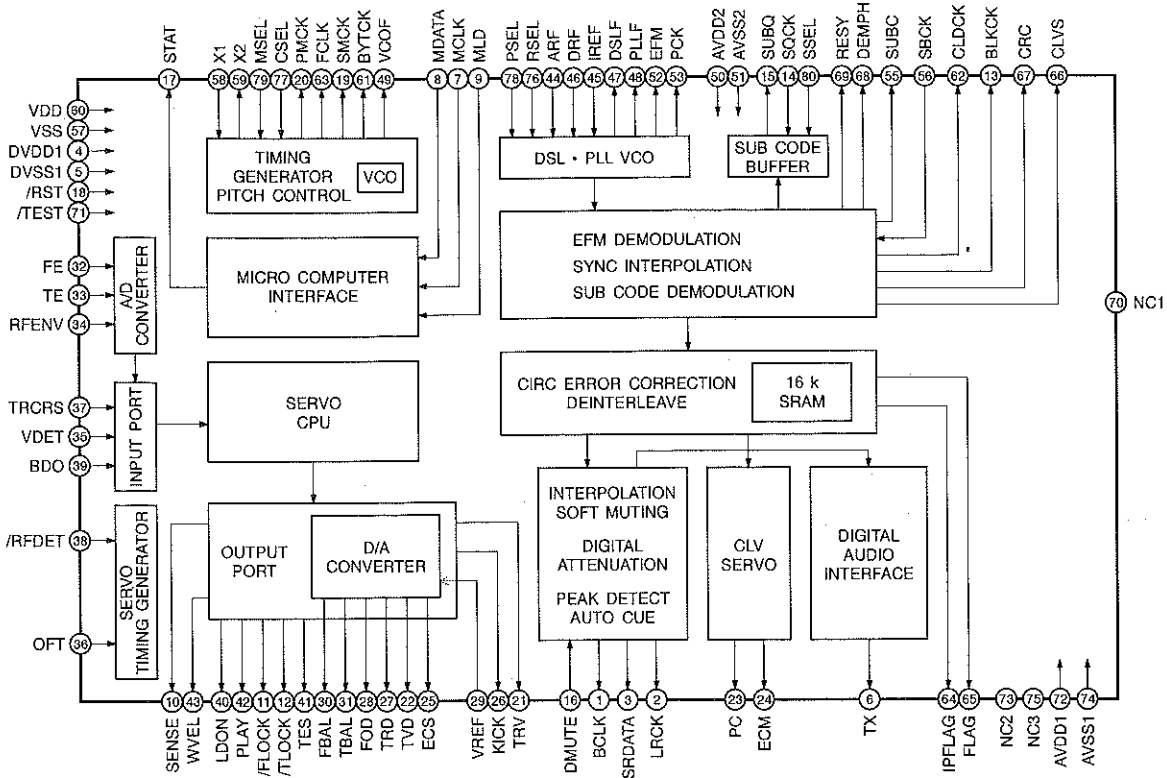 STAT
X1
X2
MSEL
CSEL
PMCK
FCLK
SMCK
BYTCK
VCOF
MDATA
MCLK
MLD
PSEL
RSEL
ARF
DRF
IREF
DSLF
PLLF
EFM
PCK
AVDD2
AVSS2
SUBQ
SQCK
SSEL
RESY
DEMPH
SUBC
SBCK
CLDCK
BLKCK
CRC
CLVS
17 58 59 79 77 20 63 19 61 49 8 7 9 78 76 44 46 45 47 48 52 53 50 51 15 14 80 69 68 55 56 62 13 67 66
VDD 60
VSS 57
DVDD1 4
DVSS1 5
/RST 18
/TEST 71
TIMING
GENERATOR
PITCH CONTROL
VCO
DSL • PLL VCO
SUB CODE
BUFFER
FE 32
TE 33
RFENV 34
A/D
CONVERTER
MICRO COMPUTER
INTERFACE
EFM DEMODULATION
SYNC INTERPOLATION
SUB CODE DEMODULATION
70 NC1
TRCRS 37
VDET 35
BDO 39
INPUT PORT
SERVO
CPU
CIRC ERROR CORRECTION
DEINTERLEAVE
16 k
SRAM
/RFDET 38
OFT 36
SERVO
TIMING GENERATOR
OUTPUT
PORT
D/A
CONVERTER
INTERPOLATION
SOFT MUTING
DIGITAL
ATTENUATION
PEAK DETECT
AUTO CUE
CLV
SERVO
DIGITAL
AUDIO
INTERFACE
10 43 40 42 11 12 41 30 31 28 27 22 25 29 26 21 16 1 3 2 23 24 6 64 65 73 75 72 74
SENSE
WVEL
LDON
PLAY
/FLOCK
/TLOCK
TES
FBAL
TBAL
FOD
TRD
TVD
ECS
VREF
KICK
TRV
DMUTE
BCLK
SRDATA
LRCK
PC
ECM
TX
IPFLAG
FLAG
NC2
NC3
AVDD1
AVSS1